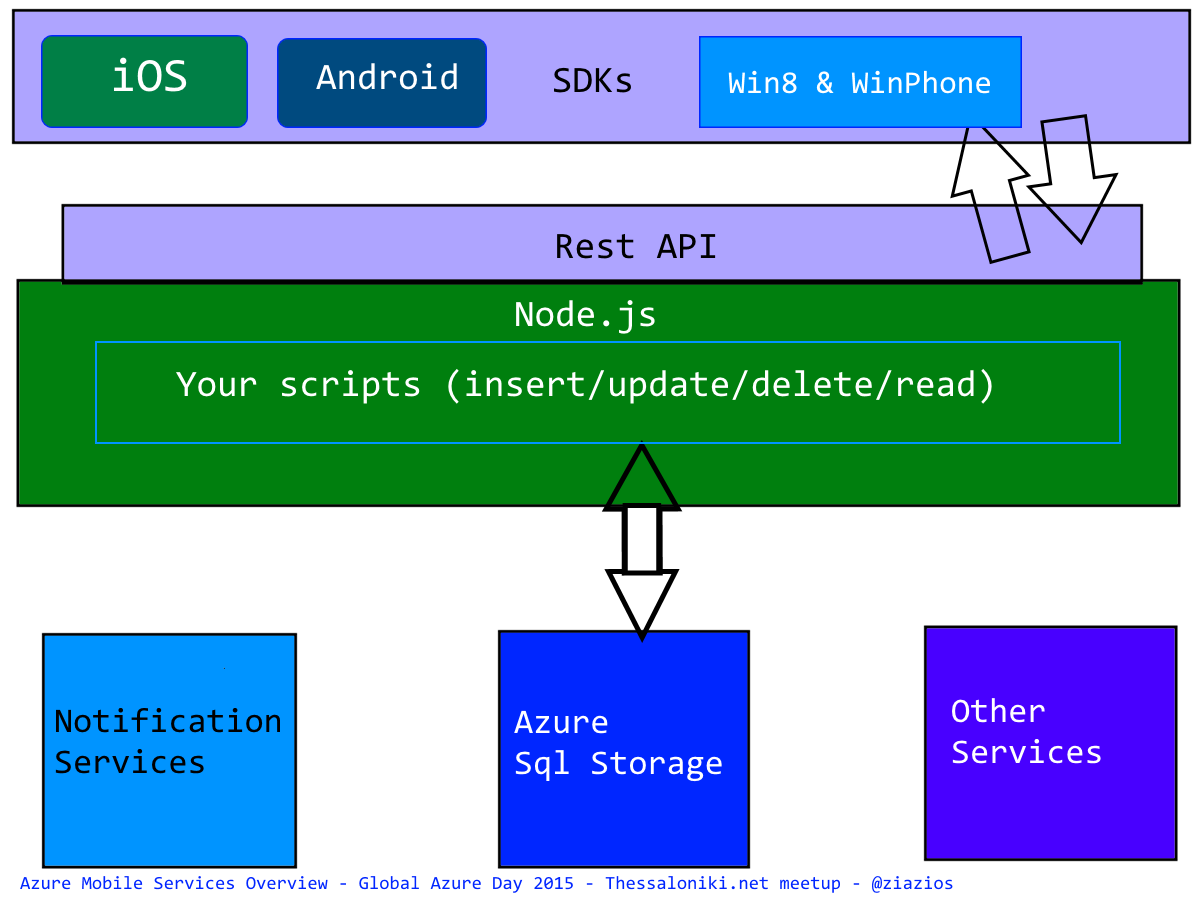 iOS
Android
SDKs
Win8 & WinPhone
Rest API
Node.js
Your scripts (insert/update/delete/read)
Notification
Services
Azure
Sql Storage
Other
Services
Azure Mobile Services Overview - Global Azure Day 2015 - Thessaloniki.net meetup - @ziazios